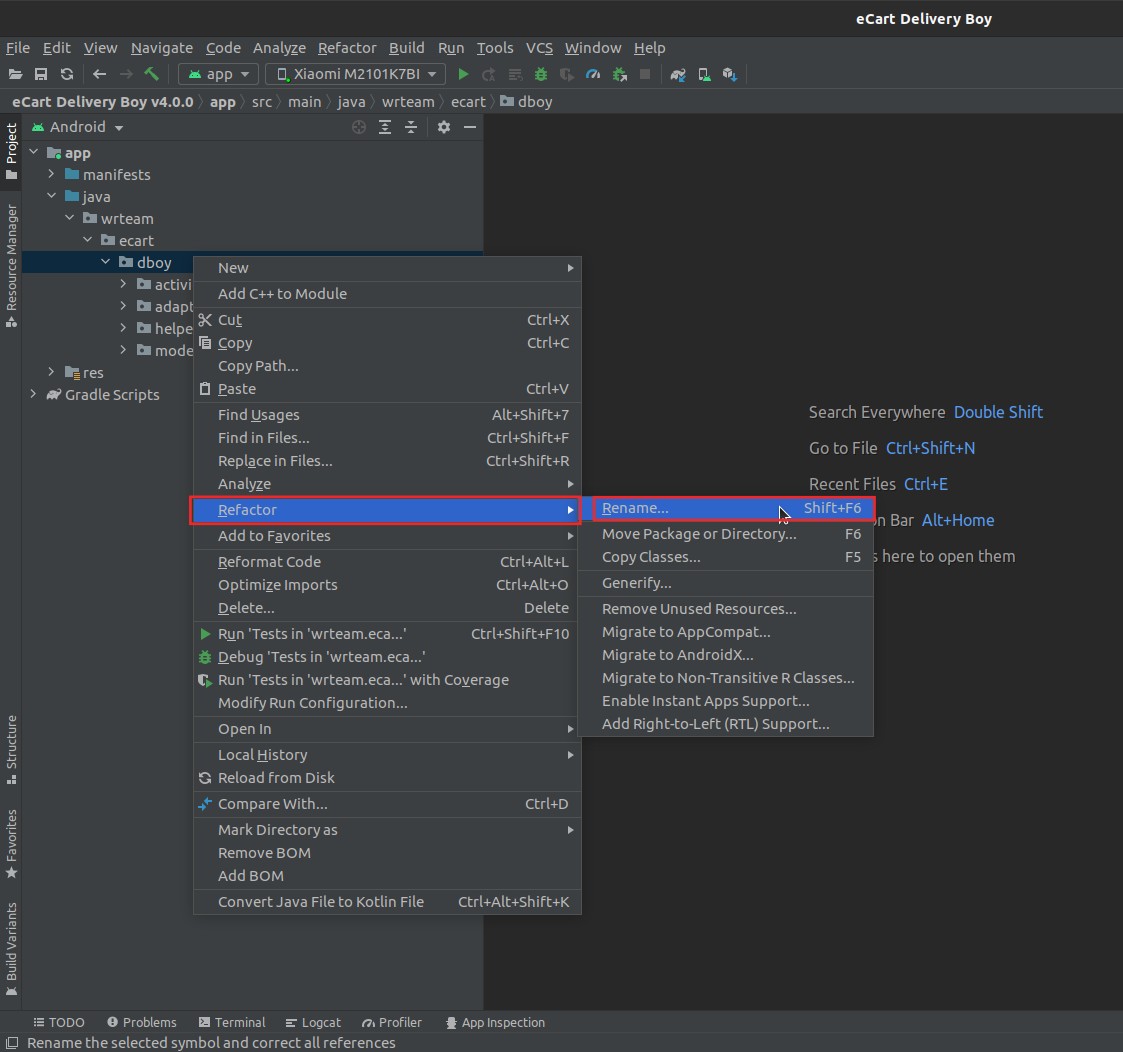 eCart Delivery Boy
File Edit View Navigate Code Analyze Refactor Build Run Tools VCS Window Help
app Xiaomi M2101K7BI
eCart Delivery Boy v4.0.0 app src main java wrteam ecart dboy
Project
Android
app
manifests
java
Resource Manager
wrteam
ecart
dboy
activi
adapt
helpe
mode
res
Gradle Scripts
New
Add C++ to Module
Cut Ctrl+X
Copy Ctrl+C
Copy Path...
Paste Ctrl+V
Find Usages Alt+Shift+7
Find in Files... Ctrl+Shift+F
Replace in Files... Ctrl+Shift+R
Analyze
Refactor
Add to Favorites
Reformat Code Ctrl+Alt+L
Optimize Imports Ctrl+Alt+O
Delete... Delete
Run 'Tests in 'wrteam.eca...' Ctrl+Shift+F10
Debug 'Tests in 'wrteam.eca...'
Run 'Tests in 'wrteam.eca...' with Coverage
Modify Run Configuration...
Open In
Local History
Reload from Disk
Compare With... Ctrl+D
Mark Directory as
Remove BOM
Add BOM
Convert Java File to Kotlin File Ctrl+Alt+Shift+K
Rename... Shift+F6
Move Package or Directory... F6
Copy Classes... F5
Generify...
Remove Unused Resources...
Migrate to AppCompat...
Migrate to AndroidX...
Migrate to Non-Transitive R Classes...
Enable Instant Apps Support...
Add Right-to-Left (RTL) Support...
Search Everywhere Double Shift
Go to File Ctrl+Shift+N
Recent Files Ctrl+E
on Bar Alt+Home
s here to open them
Structure
Favorites
Build Variants
TODO Problems Terminal Logcat Profiler App Inspection
Rename the selected symbol and correct all references